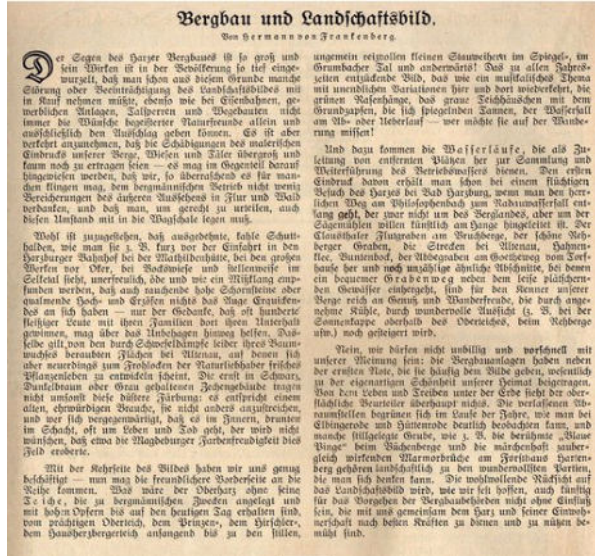 Bergbau und Landschaftsbild.
Von Hermann von Frankenberg.
Der Segen des Harzer Bergbaues ist so groß und
sein Wirken ist in der Bevölkerung so tief einge-
wurzelt, daß man schon aus diesem Grunde manche
Störung oder Beeinträchtigung des Landschaftsbildes mit
in Kauf nehmen müßte, ebenso wie bei Eisenbahnen, ge-
werblichen Anlagen, Talsperren und Wegebauten nicht
immer die Wünsche begeisterter Naturfreunde allein und
ausschließlich den Ausschlag geben können. Es ist aber
verkehrt anzunehmen, daß die Schädigungen des malerischen
Eindrucks unserer Berge, Wiesen und Täler übergroß und
kaum noch zu ertragen seien — es mag im Gegenteil darauf
hingewiesen werden, daß wir, so überraschend es für man-
chen klingen mag, dem bergmännischen Betrieb nicht wenig
Bereicherungen des äußeren Aussehens in Flur und Wald
verdanken, und daß man, um gerecht zu urteilen, auch
diesen Umstand mit in die Wagschale legen muß.
Wohl ist zuzugestehen, daß ausgedehnte, kahle Schutt-
halden, wie man sie z. B. kurz vor der Einfahrt in den
Harzburger Bahnhof bei der Mathildenhütte, bei den großen
Werken vor Oker, bei Bockswiese und stellenweise im
Selketal sieht, unerfreulich, öde und wie ein Mißklang emp-
funden werden, daß auch rauchende hohe Schornsteine oder
qualmende Hoch- und Erzöfen nichts das Auge Erquicken-
des an sich haben — nur der Gedanke, daß oft hunderte
fleißiger Leute mit ihren Familien dort ihren Unterhalt
gewinnen, mag über das Unbehagen hinweg helfen. Das-
selbe gilt von den durch Schwefeldämpfe leider ihres Baum-
wuchses beraubten Flächen bei Altenau, auf denen sich
aber neuerdings zum Frohlocken der Naturliebhaber frisches
Pflanzenleben zu entwickeln scheint. Die ernst in Schwarz,
Dunkelbraun oder Grau gehaltenen Zechengebäude tragen
nicht umsonst diese düstere Färbung: es entspricht einem
alten, ehrwürdigen Brauche, sie nicht anders anzustreichen,
und wer sich vergegenwärtigt, daß es im Innern, drunten
im Schacht, oft um Leben und Tod geht, der wird nicht
wünschen, daß etwa die Magdeburger Farbenfreudigkeit dies
Feld eroberte.
Mit der Kehrseite des Bildes haben wir uns genug
beschäftigt — nun mag die freundlichere Vorderseite an die
Reihe kommen. Was wäre der Oberharz ohne seine
Teiche, die zu bergmännischen Zwecken angelegt und
mit hohen Opfern bis auf den heutigen Tag erhalten sind,
vom prächtigen Oderteich, dem Prinzen-, dem Hirschler-,
dem Hausherzbergerteich anfangend bis zu den stillen,
ungemein reizvollen kleinen Stauweihern im Spiegel-, im
Grumbacher Tal und anderwärts! Das zu allen Jahres-
zeiten entzückende Bild, das wie ein musikalisches Thema
mit unendlichen Variationen hier und dort wiederkehrt, die
grünen Rasenhänge, das graue Teichhäuschen mit dem
Grundzapfen, die sich spiegelnden Tannen, der Wasserfall
am Ab- oder Ueberlauf — wer möchte sie auf der Wande-
rung missen!
Und dazu kommen die Wasserläufe, die als Zu-
leitung von entfernten Plätzen her zur Sammlung und
Weiterführung des Betriebswassers dienen. Den ersten
Eindruck davon erhält man schon bei einem flüchtigen
Besuch des Harzes bei Bad Harzburg, wenn man den herr-
lichen Weg am Philosophenbach zum Radauwasserfall ent-
lang geht, der zwar nicht um des Berglandes, aber um der
Sägemühlen willen künstlich am Hange hingeleitet ist. Der
Clausthaler Flutgraben am Bruchberge, der schöne Reh-
berger Graben, die Strecken bei Altenau, Hahnen-
klee, Buntenbock, der Abbegraben am Goetheweg vom Torf-
hause her und noch unzählige ähnliche Abschnitte, bei denen
ein bequemer Grabenweg neben dem leise plätschern-
den Gewässer einhergeht, sind für den Kenner unserer
Berge reich an Genuß und Wanderfreude, die durch ange-
nehme Kühle, durch wundervolle Aussicht (z. B. bei der
Sonnenkappe oberhalb des Oderteiches, beim Rehberge
usw.) noch gesteigert wird.
Nein, wir dürfen nicht unbillig und vorschnell mit
unserer Meinung sein: die Bergbauanlagen haben neben
der ernsten Note, die sie häufig dem Bilde geben, wesentlich
zu der eigenartigen Schönheit unserer Heimat beigetragen.
Von dem Leben und Treiben unter der Erde sieht der ober-
flächliche Beurteiler überhaupt nichts. Die verlassenen Ab-
raumstellen begrünen sich im Laufe der Jahre, wie man bei
Elbingerode und Hüttenrode deutlich beobachten kann, und
manche stillgelegte Grube, wie z. B. die berühmte „Blaue
Pinge" beim Büchenberge und die märchenhaft zauber-
gleich wirkenden Marmorbrüche am Forsthaus Harten-
berg gehören landschaftlich zu den wundervollsten Partien,
die man sich denken kann. Die wohlwollende Rücksicht auf
das Landschaftsbild wird, wie wir fest hoffen, auch künftig
für das Vorgehen der Bergbaubehörden nicht ohne Einfluß
sein, die mit uns gemeinsam dem Harz und seiner Einwoh-
nerschaft nach besten Kräften zu dienen und zu nützen be-
müht sind.